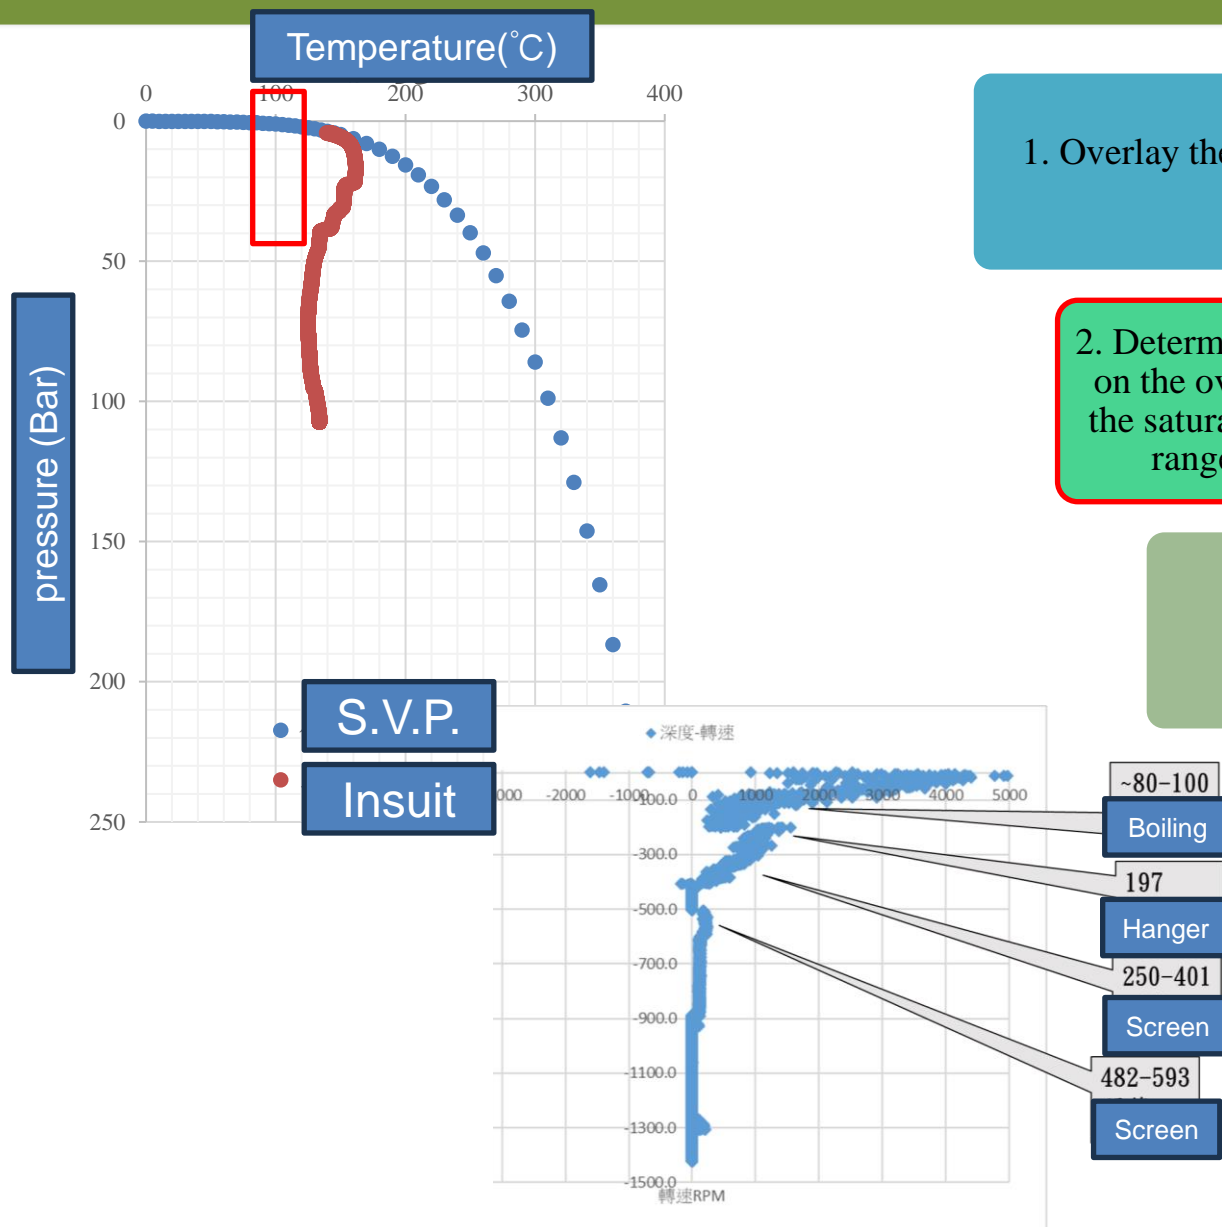 Temperature(°C)
0
100
200
300
400
0
50
100
150
200
250
pressure (Bar)
S.V.P.
Insuit
1. Overlay the
2. Determ
on the ov
the satura
range
深度-轉速
000
-2000
-1000
0
1000
2000
3000
4000
5000
-100.0
-300.0
-500.0
-700.0
-900.0
-1100.0
-1300.0
-1500.0
轉速RPM
~80-100
Boiling
197
Hanger
250-401
Screen
482-593
Screen